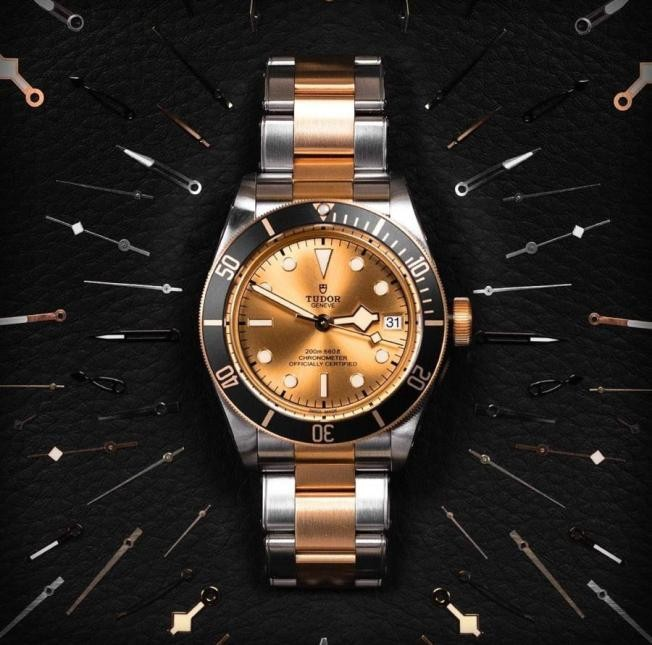 50
10
TUDOR
GENEVE
31
200m:660ft
CHRONOMETER
OFFICIALLY CERTIFIED
40
20
30